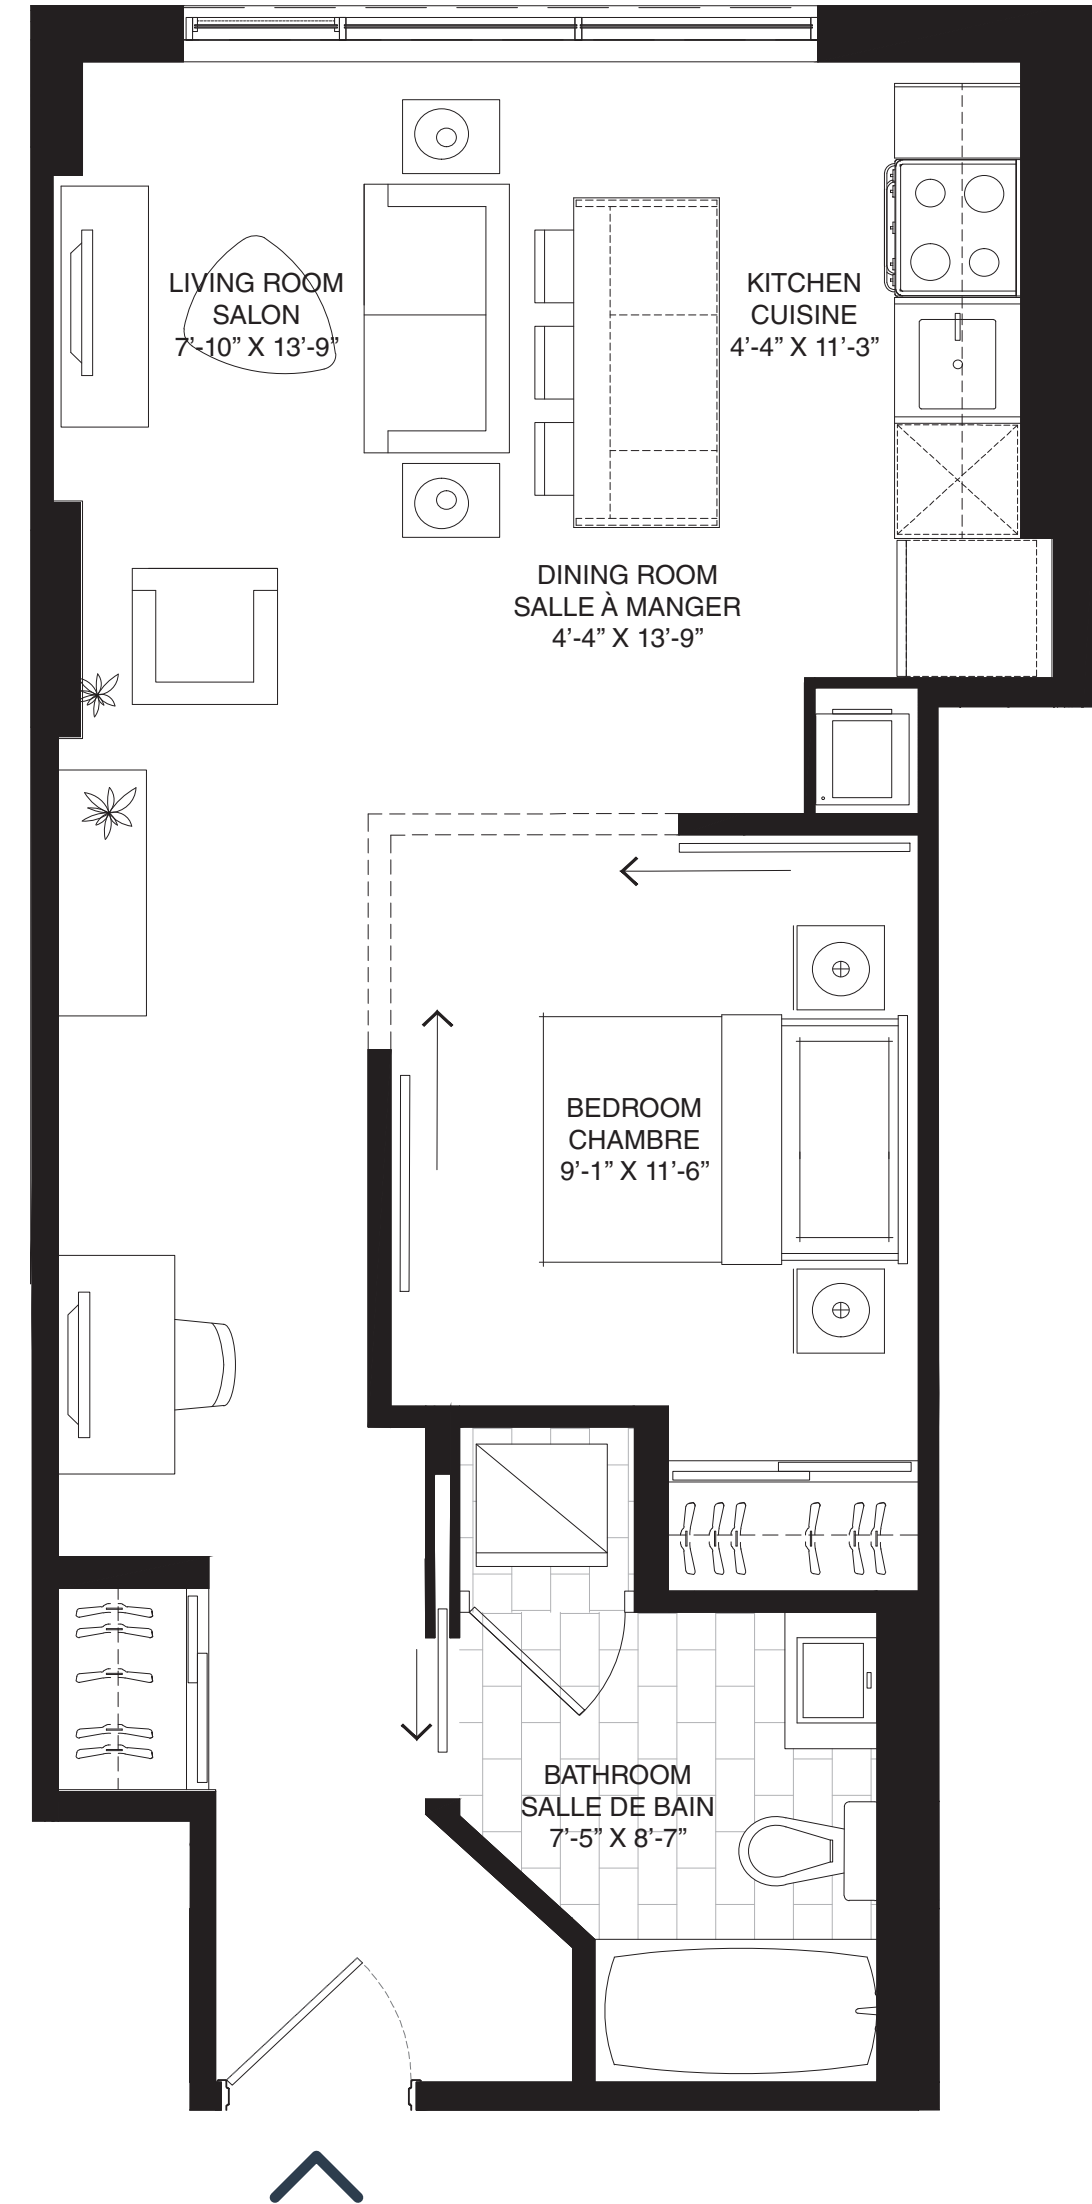 LIVING ROOM
SALON
7’-10” X 13’-9”
KITCHEN
CUISINE
4’-4” X 11’-3”
DINING ROOM
SALLE À MANGER
4’-4” X 13’-9”
BEDROOM
CHAMBRE
9’-1” X 11’-6”
BATHROOM
SALLE DE BAIN
7’-5” X 8’-7”